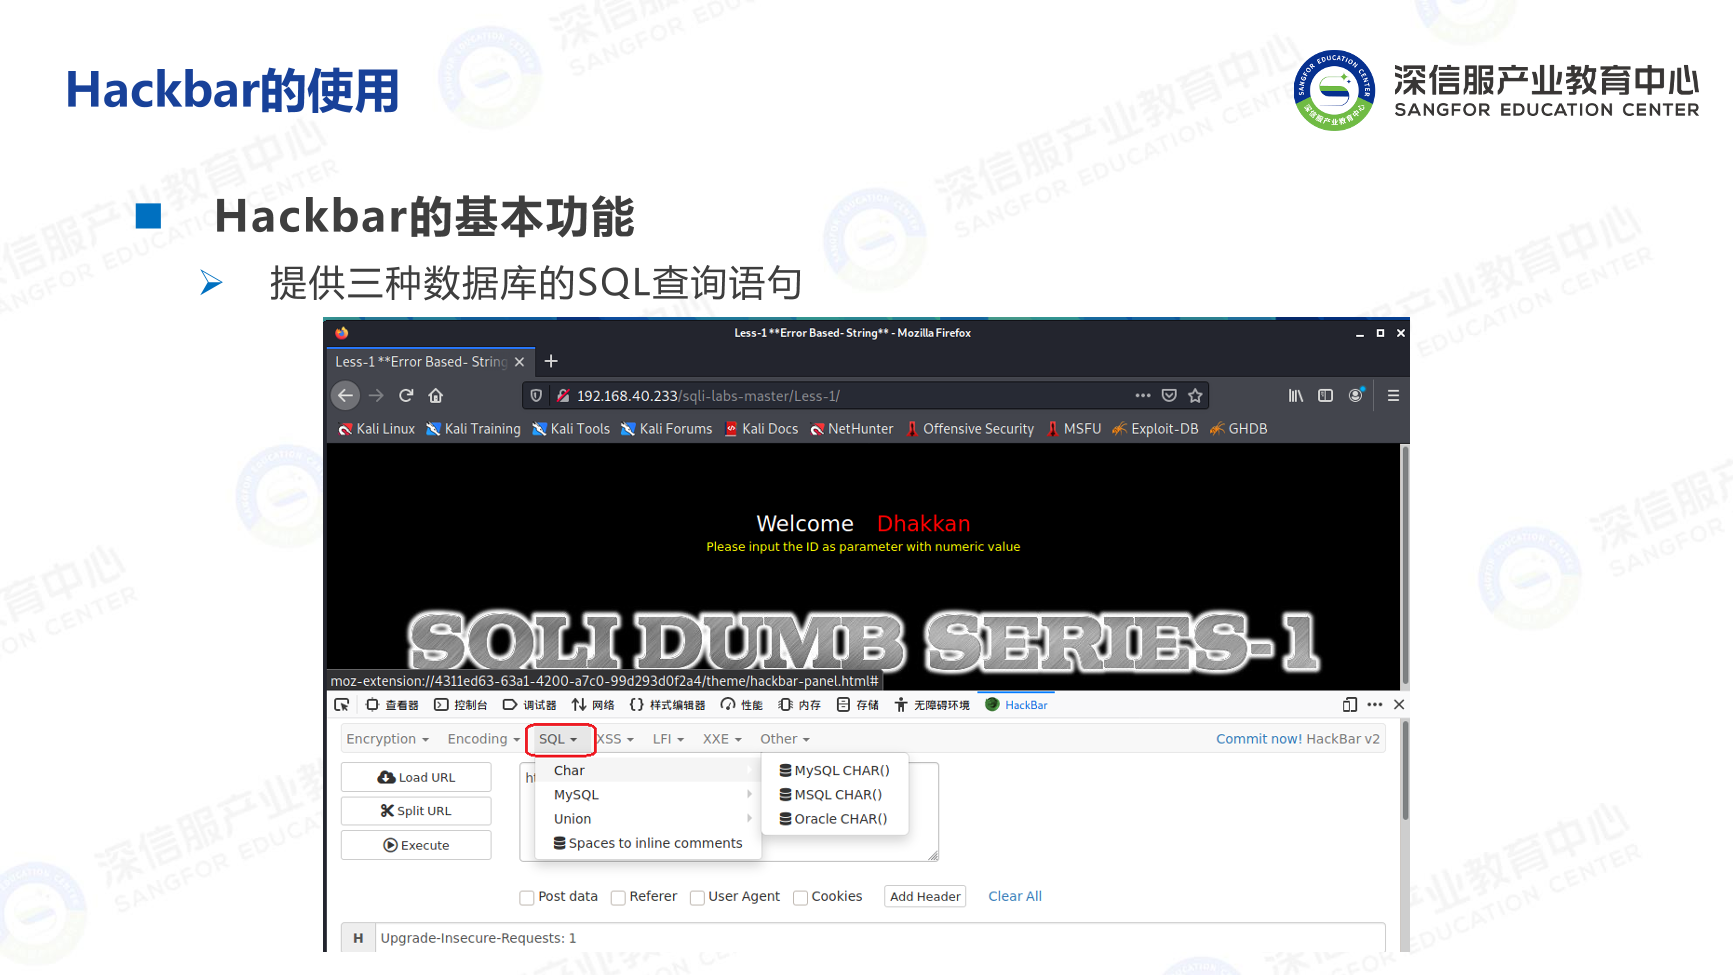 Hackbar的使用
深信服产业教育中心
SANGFOR EDUCATION CENTER
Hackbar的基本功能
提供三种数据库的SQL查询语句
Less-1 **Error Based- String** - Mozilla Firefox
Less-1 **Error Based- String
192.168.40.233/sqli-labs-master/Less-1/
Kali Linux Kali Training Kali Tools Kali Forums Kali Docs NetHunter Offensive Security MSFU Exploit-DB GHDB
Welcome Dhakkan
Please input the ID as parameter with numeric value
SQLI DUMB SERIES-1
moz-extension://4311ed63-63a1-4200-a7c0-99d293d0f2a4/theme/hackbar-panel.html#
查看器 控制台 调试器 网络 样式编辑器 性能 内存 存储 无障碍环境 HackBar
Encryption Encoding SQL XSS LFI XXE Other Commit now! HackBar v2
Load URL
Split URL
Execute
ht
Char
MySQL
Union
Spaces to inline comments
MySQL CHAR()
MSQL CHAR()
Oracle CHAR()
Post data Referer User Agent Cookies Add Header Clear All
H Upgrade-Insecure-Requests: 1